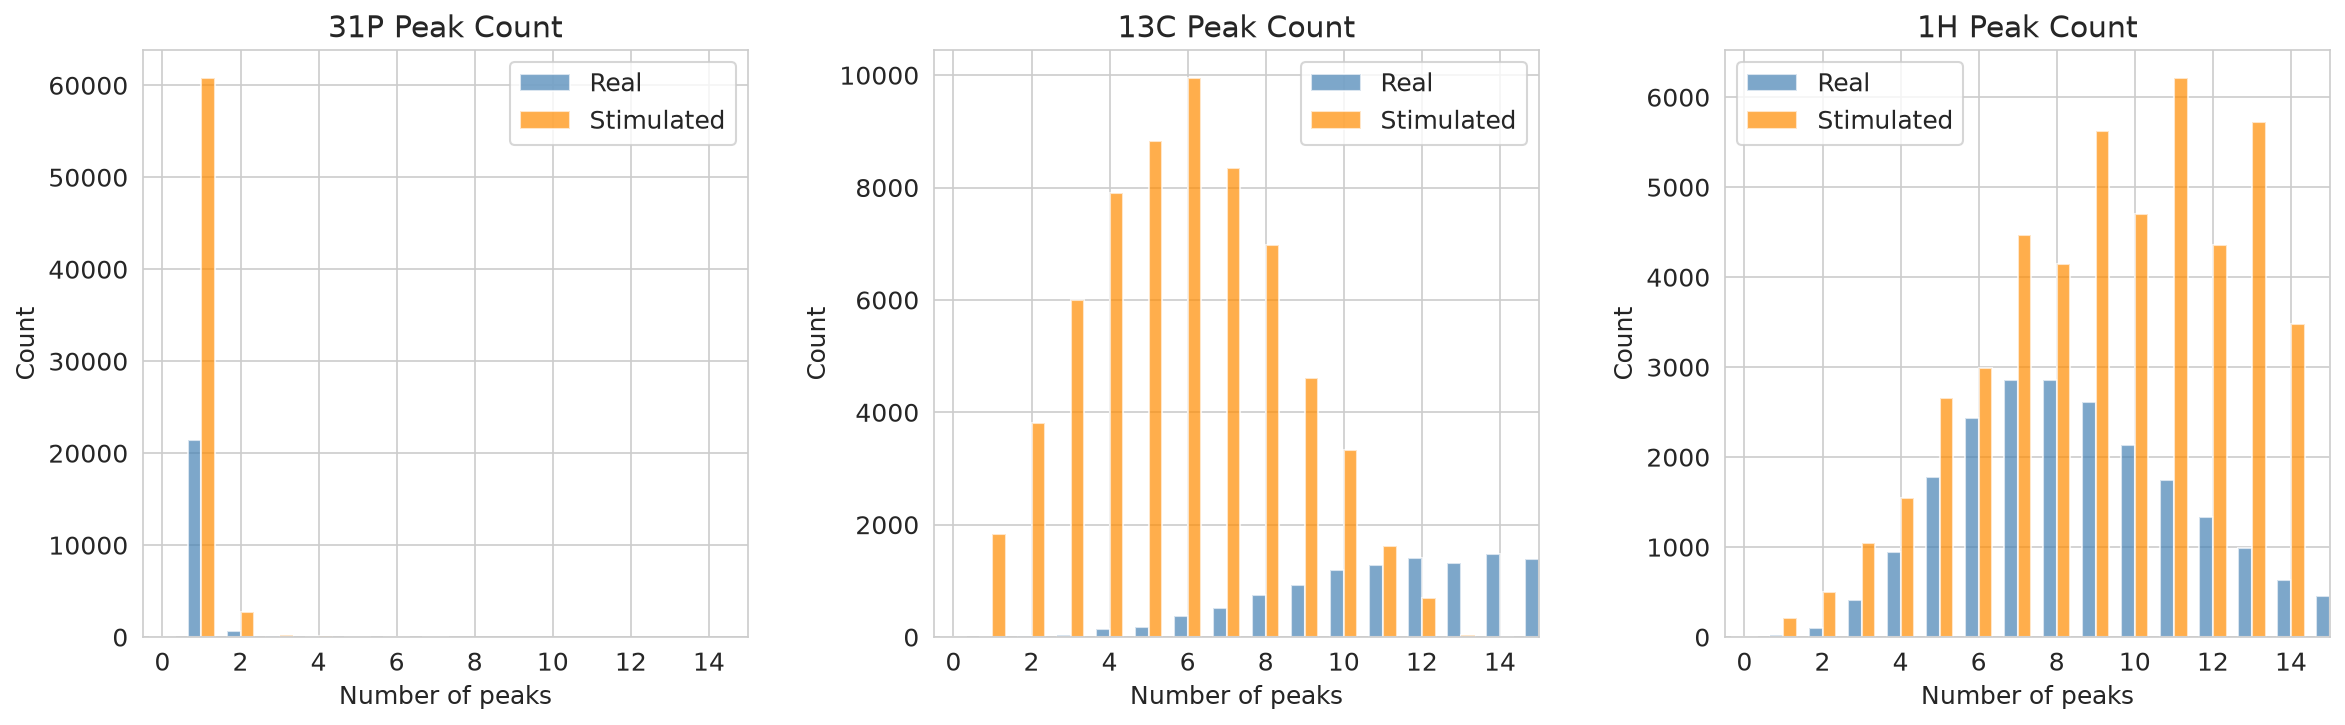 31P Peak Count
Real
Stimulated
60000
50000
40000
30000
20000
10000
0
Count
0 2 4 6 8 10 12 14
Number of peaks
13C Peak Count
Real
Stimulated
10000
8000
6000
4000
2000
0
Count
0 2 4 6 8 10 12 14
Number of peaks
1H Peak Count
Real
Stimulated
6000
5000
4000
3000
2000
1000
0
Count
0 2 4 6 8 10 12 14
Number of peaks